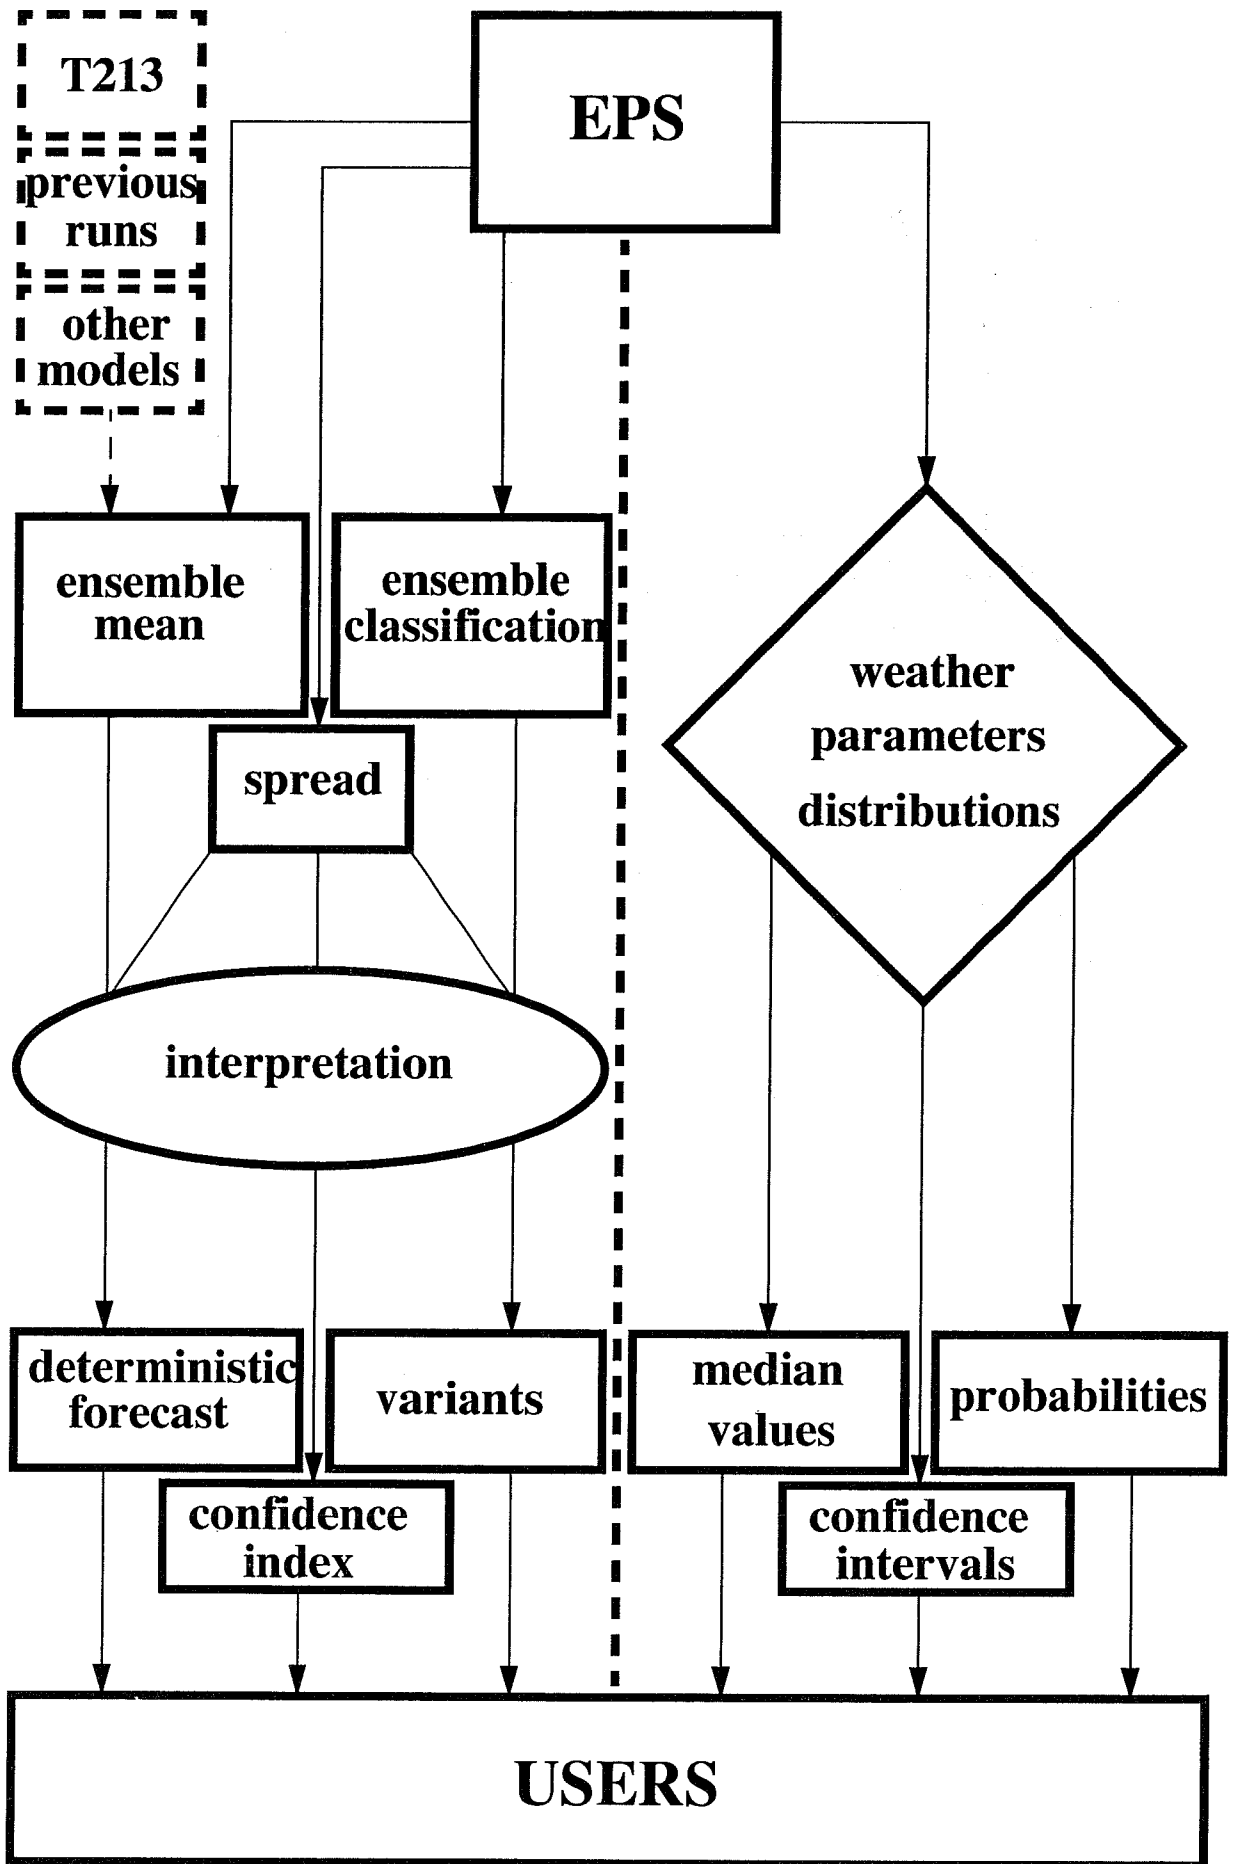 T213
EPS
previous
runs
other
models
ensemble
mean
ensemble
classification
spread
weather
parameters
distributions
interpretation
deterministic
forecast
variants
median
values
probabilities
confidence
index
confidence
intervals
USERS